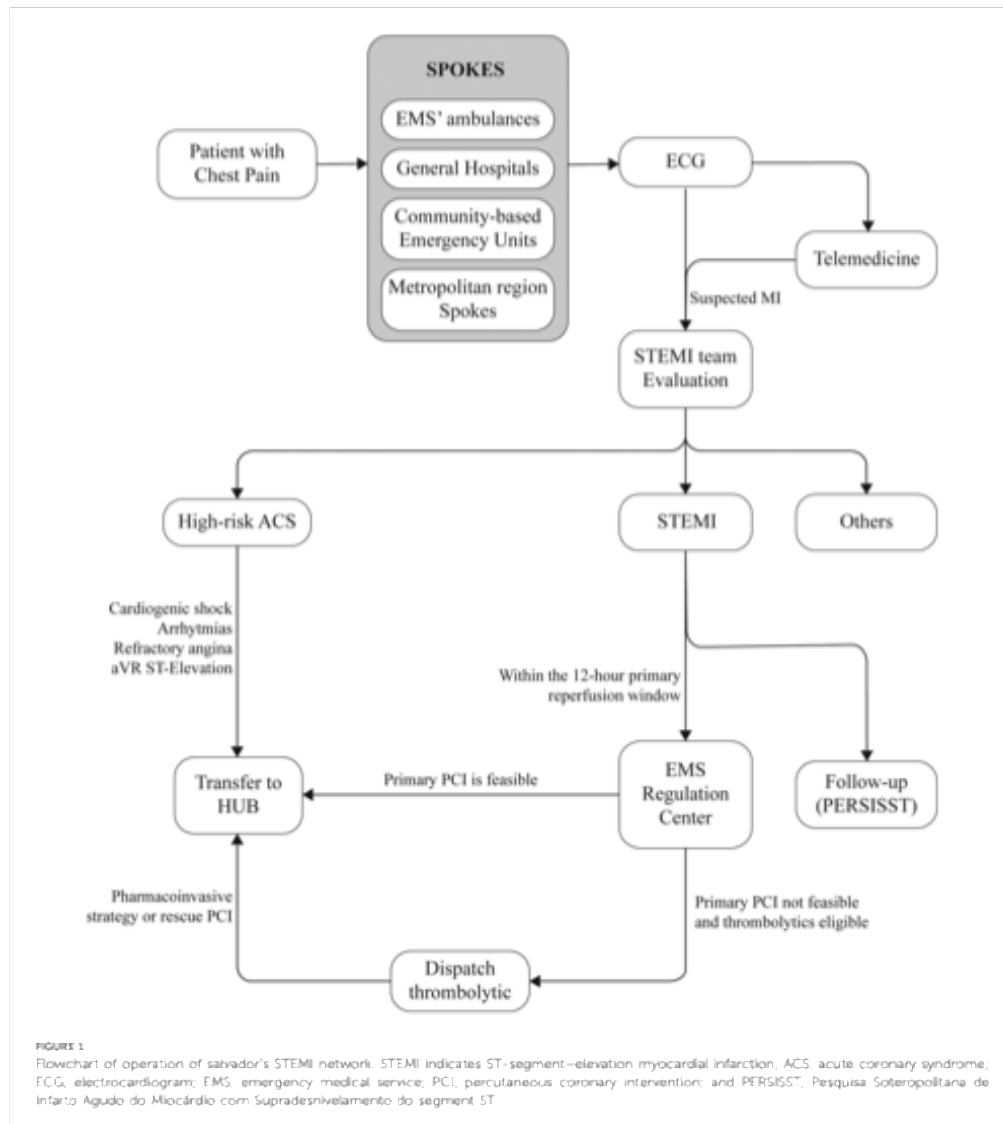 SPOKES
EMS' ambulances
General Hospitals
Community-based
Emergency Units
Metropolitan region
Spokes
Patient with
Chest Pain
ECG
Telemedicine
Suspected MI
STEMI team
Evaluation
High-risk ACS
STEMI
Others
Cardiogenic shock
Arrhytmias
Refractory angina
aVR ST-Elevation
Within the 12-hour primary
reperfusion window
Transfer to
HUB
Primary PCI is feasible
EMS
Regulation
Center
Follow-up
(PERSISST)
Pharmacoinvasive
strategy or rescue PCI
Primary PCI not feasible
and thrombolytics eligible
Dispatch
thrombolytic
FIGURE 1
Flowchart of operation of salvador's STEMI network. STEMI indicates ST-segment-elevation myocardial infarction; ACS, acute coronary syndrome;
ECG, electrocardiogram; EMS, emergency medical service; PCI, percutaneous coronary intervention; and PERSISST, Pesquisa Soteropolitana de
Infarto Agudo do Miocárdio com Supradesnivelamento do segment ST